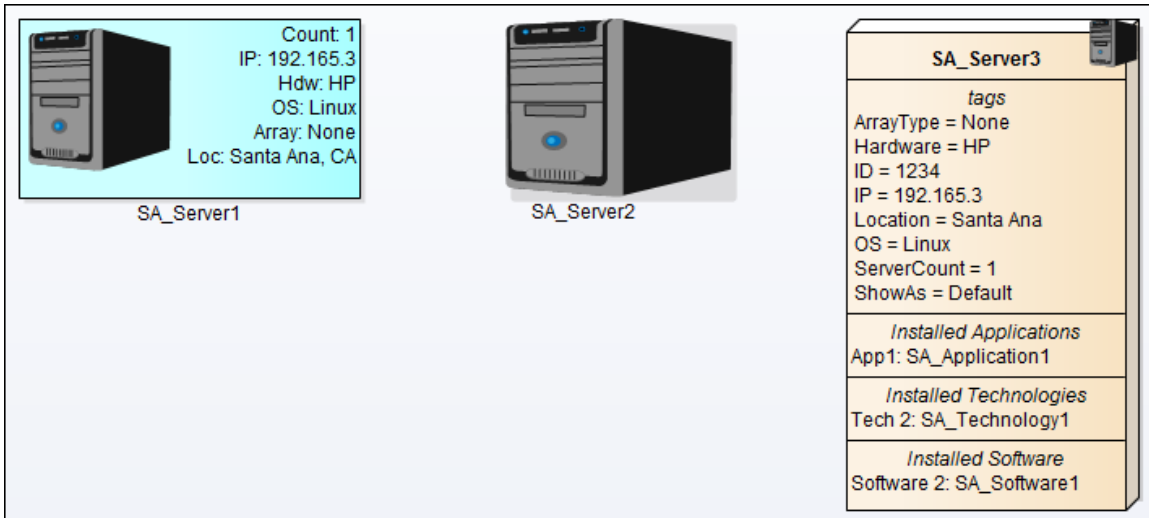 Count: 1
IP: 192.165.3
Hdw: HP
OS: Linux
Array: None
Loc: Santa Ana, CA
SA_Server1
SA_Server2
SA_Server3
tags
ArrayType = None
Hardware = HP
ID = 1234
IP = 192.165.3
Location = Santa Ana
OS = Linux
ServerCount = 1
ShowAs = Default
Installed Applications
App1: SA_Application1
Installed Technologies
Tech 2: SA_Technology1
Installed Software
Software 2: SA_Software1